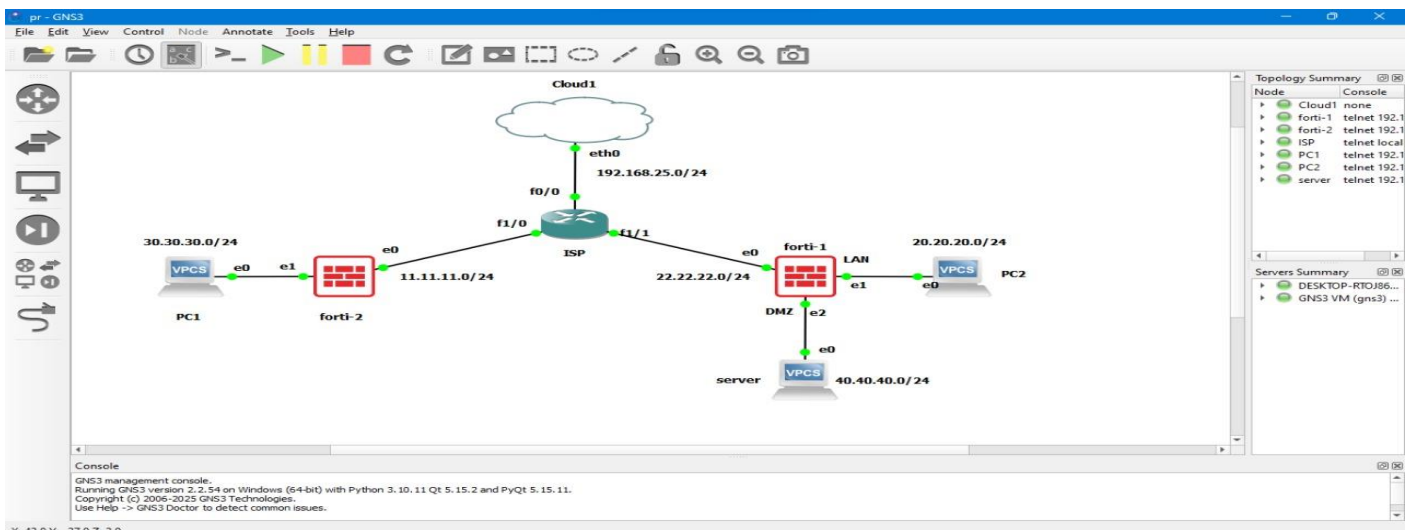 pr - GNS3
File Edit View Control Node Annotate Tools Help
Cloud1
eth0
192.168.25.0/24
f0/0
f1/0
f1/1
ISP
30.30.30.0/24
e0
e1
e0
11.11.11.0/24
VPCS
PC1
forti-2
forti-1
e0
22.22.22.0/24
LAN
e1
20.20.20.0/24
VPCS
e0
PC2
DMZ
e2
e0
server
VPCS
40.40.40.0/24
Topology Summary
Node Console
Cloud1 none
forti-1 telnet 192.1
forti-2 telnet 192.1
ISP telnet local
PC1 telnet 192.1
PC2 telnet 192.1
server telnet 192.1
Servers Summary
DESKTOP-RTOJ86...
GNS3 VM (gns3) ...
Console
GNS3 management console.
Running GNS3 version 2.2.54 on Windows (64-bit) with Python 3.10.11 Qt 5.15.2 and PyQt 5.15.11.
Copyright (c) 2006-2025 GNS3 Technologies.
Use Help -> GNS3 Doctor to detect common issues.